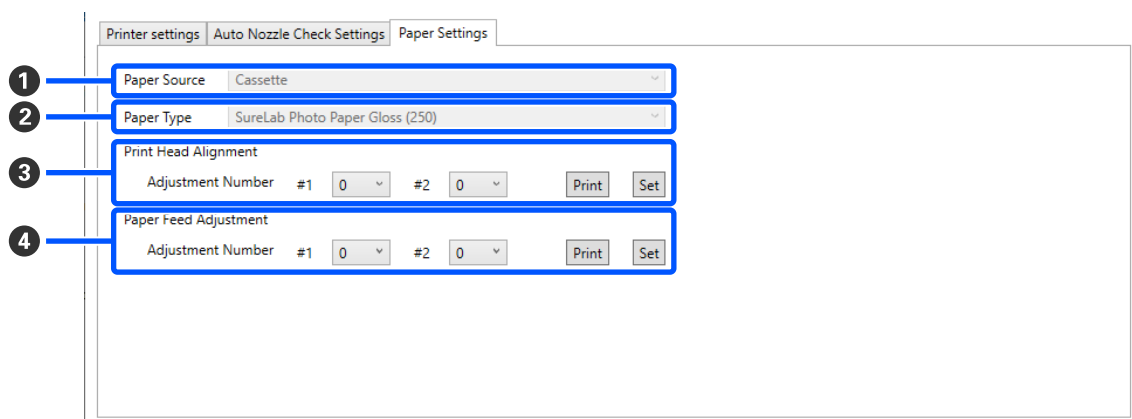 Printer settings Auto Nozzle Check Settings Paper Settings
1 Paper Source Cassette
2 Paper Type SureLab Photo Paper Gloss (250)
Print Head Alignment
3 Adjustment Number #1 0 #2 0 Print Set
Paper Feed Adjustment
4 Adjustment Number #1 0 #2 0 Print Set